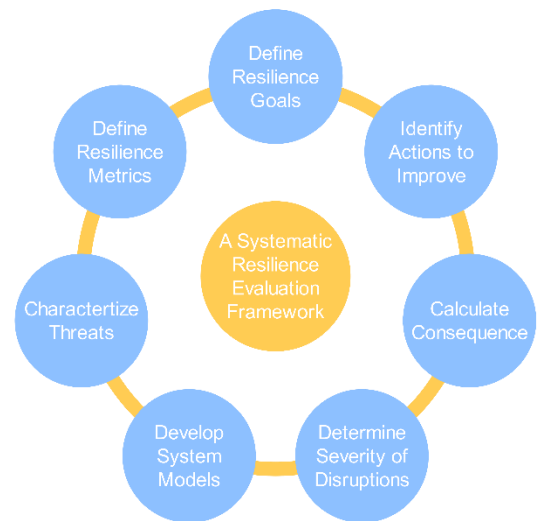 Define
Resilience
Goals
Define
Resilience
Metrics
Identify
Actions to
Improve
A Systematic
Resilience
Evaluation
Framework
Charactertize
Threats
Calculate
Consequence
Develop
System
Models
Determine
Severity of
Disruptions